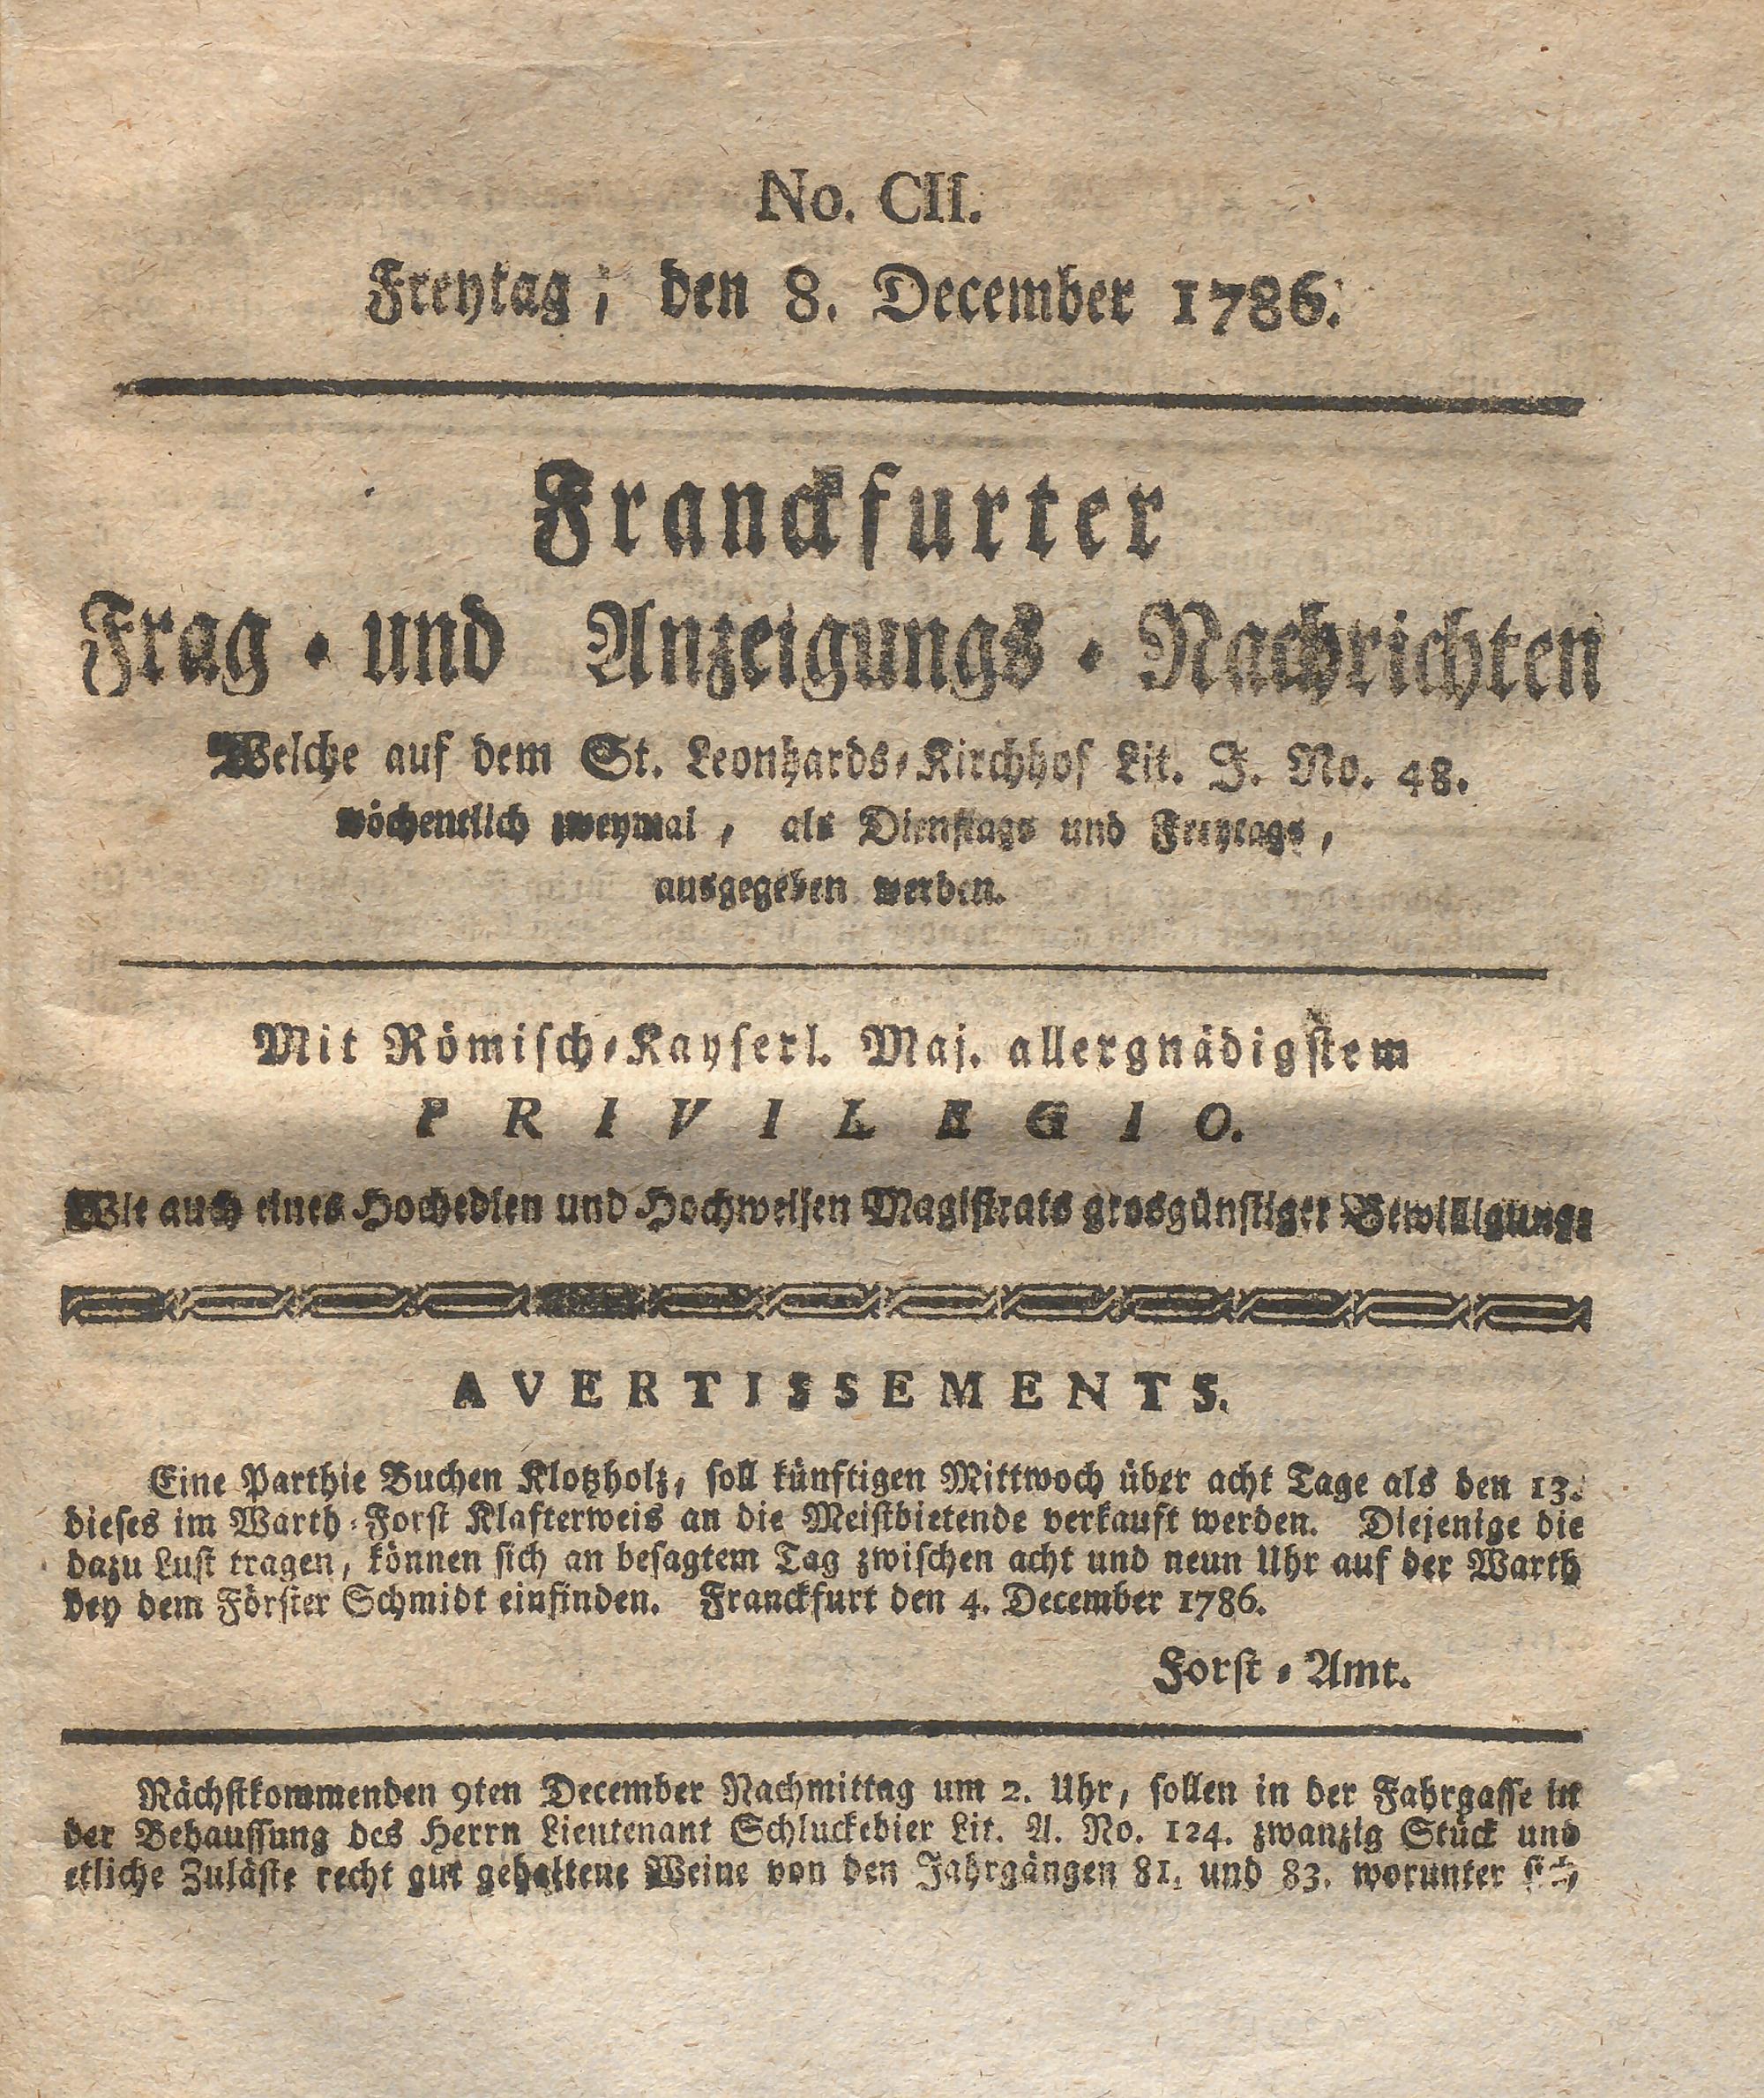 No. CII.
Freytag, den 8. December 1786.
Franckfurter
Frag - und Anzeigungs - Nachrichten
Welche auf dem St. Leonhards-Kirchhof Lit. J. No. 48.
wöchentlich zweymal, als Dienstags und Freytags,
ausgegeben werden.
Mit Römisch-Kayserl. Maj. allergnädigstem
PRIVILEGIO.
Wie auch eines Hochedlen und Hochweisen Magistrats grosgünstiger Bewilligung.
AVERTISSEMENTS.
Eine Parthie Buchen Klotzholz, soll künftigen Mittwoch über acht Tage als den 13.
dieses im Warth-Forst Klafterweis an die Meistbietende verkauft werden. Diejenige die
dazu Lust tragen, können sich an besagtem Tag zwischen acht und neun Uhr auf der Warth
bey dem Förster Schmidt einfinden. Franckfurt den 4. December 1786.
Forst - Amt.
Nächstkommenden 9ten December Nachmittag um 2. Uhr, sollen in der Fahrgasse in
der Behaussung des Herrn Lieutenant Schluckebier Lit. A. No. 124. zwanzig Stück und
etliche Zuläste recht gut gehaltene Weine von den Jahrgängen 81. und 83. worunter sich